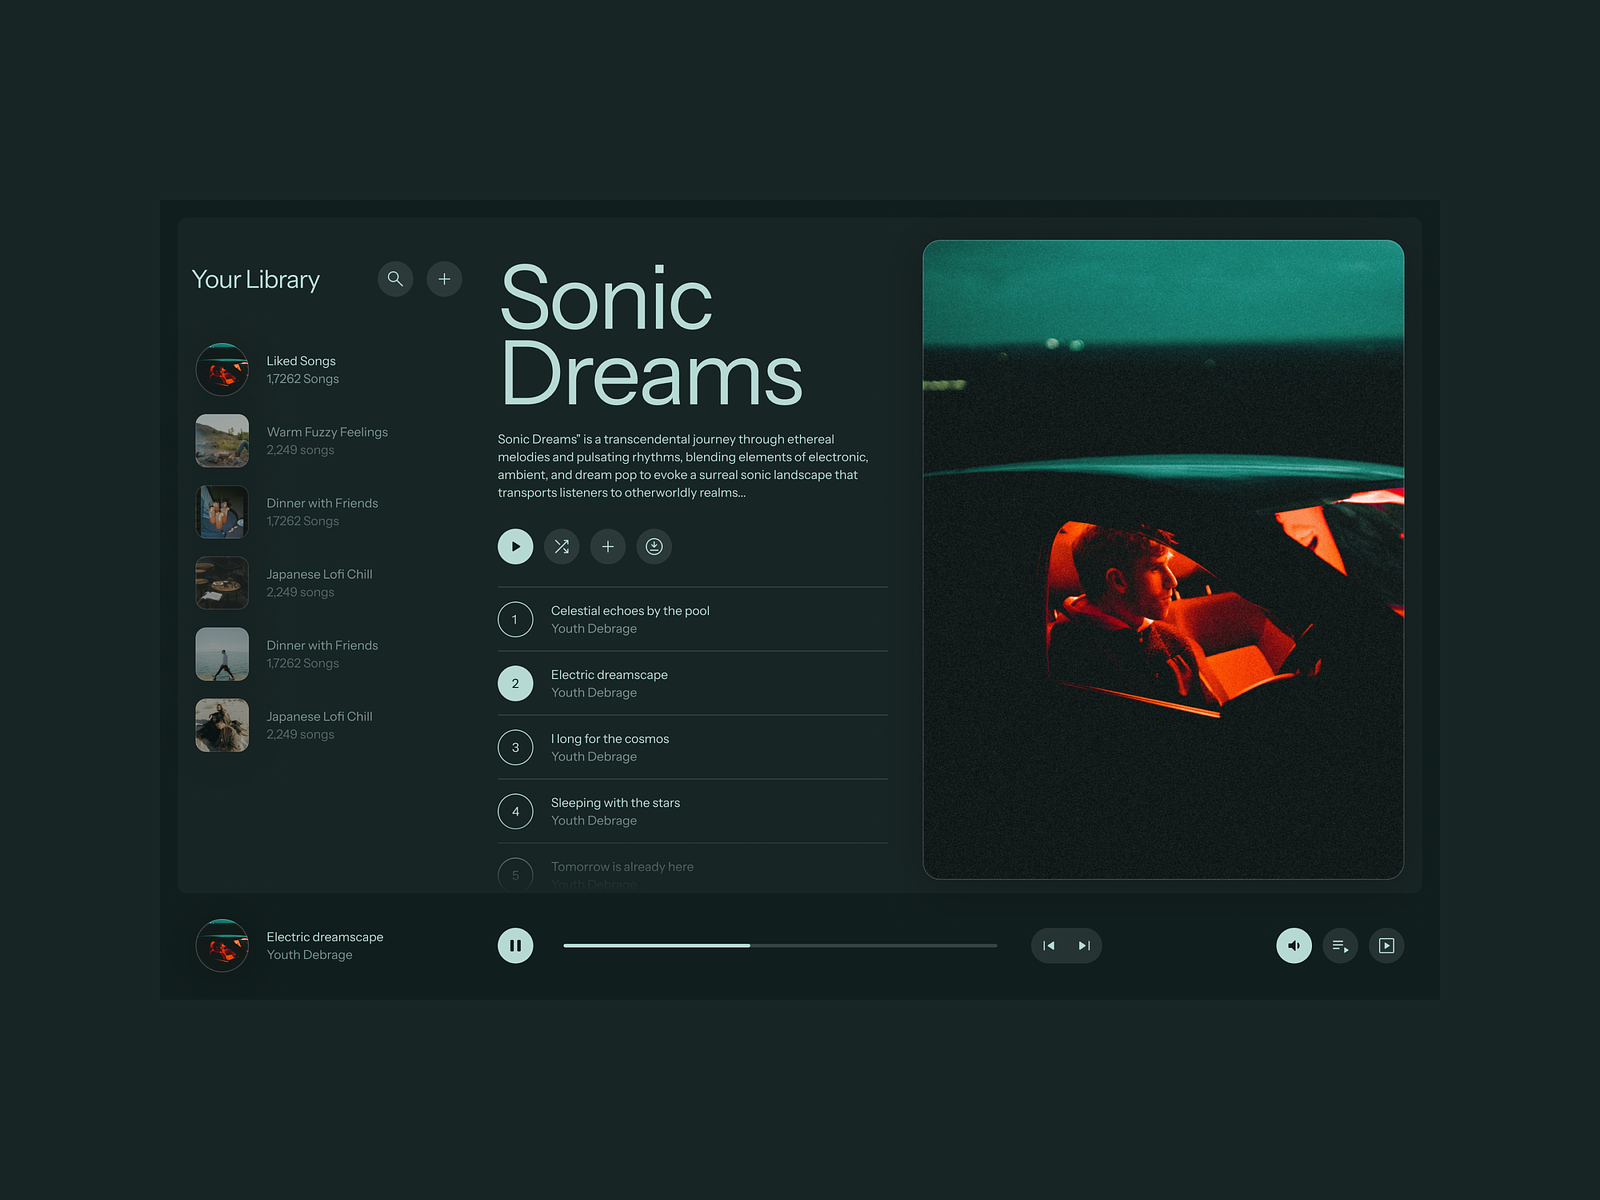 Your Library
Liked Songs
1,7262 Songs
Warm Fuzzy Feelings
2,249 songs
Dinner with Friends
1,7262 Songs
Japanese Lofi Chill
2,249 songs
Dinner with Friends
1,7262 Songs
Japanese Lofi Chill
2,249 songs
Sonic
Dreams
Sonic Dreams" is a transcendental journey through ethereal
melodies and pulsating rhythms, blending elements of electronic,
ambient, and dream pop to evoke a surreal sonic landscape that
transports listeners to otherworldly realms...
1
Celestial echoes by the pool
Youth Debrage
2
Electric dreamscape
Youth Debrage
3
I long for the cosmos
Youth Debrage
4
Sleeping with the stars
Youth Debrage
5
Tomorrow is already here
Youth Debrage
Electric dreamscape
Youth Debrage